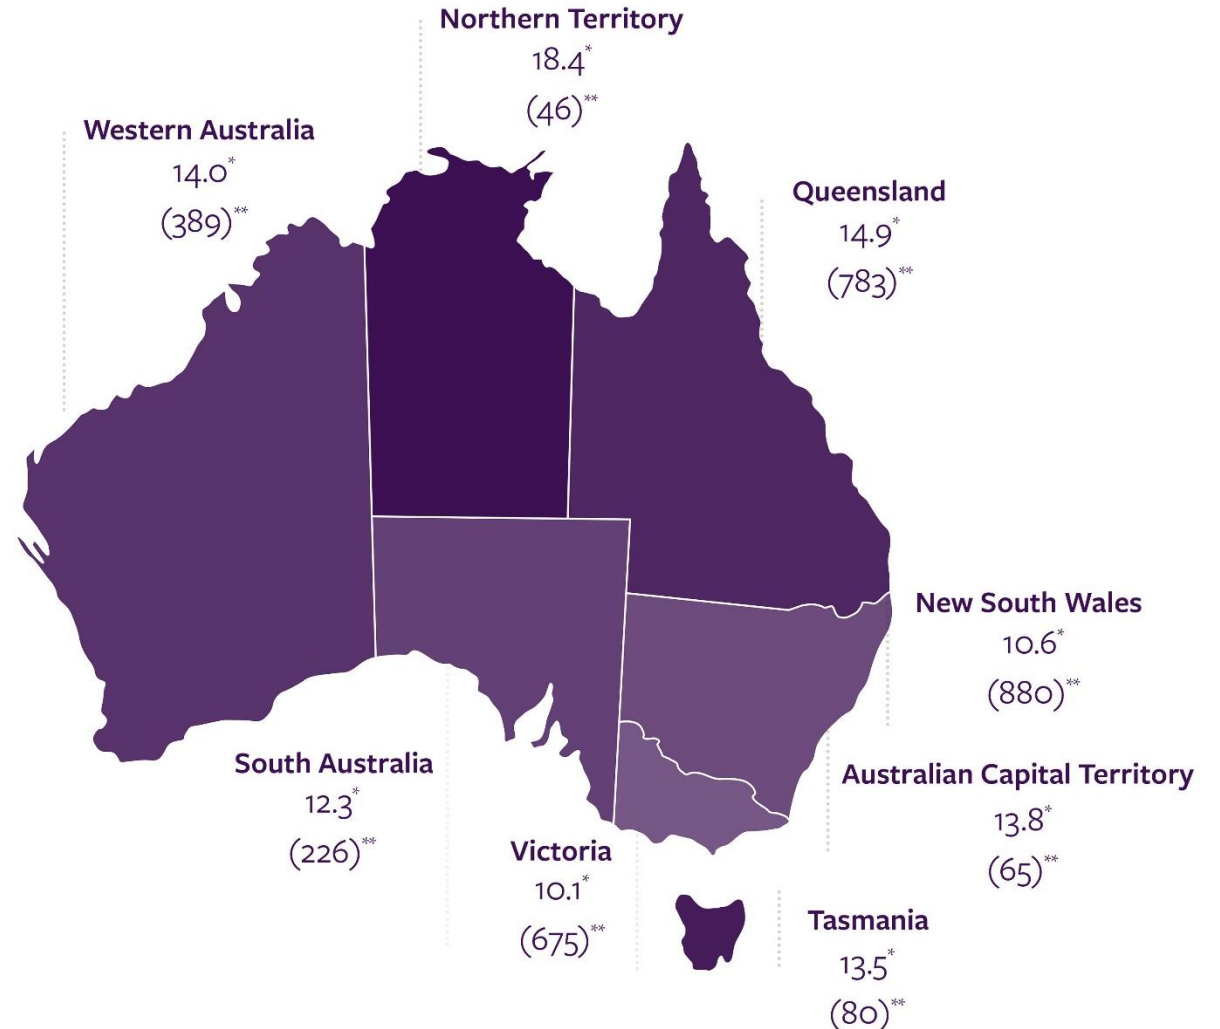 Northern Territory
18.4*
(46)**
Western Australia
14.0*
(389)**
Queensland
14.9*
(783)**
New South Wales
10.6*
(880)**
South Australia
12.3*
(226)**
Australian Capital Territory
13.8*
(65)**
Victoria
10.1*
(675)**
Tasmania
13.5*
(80)**